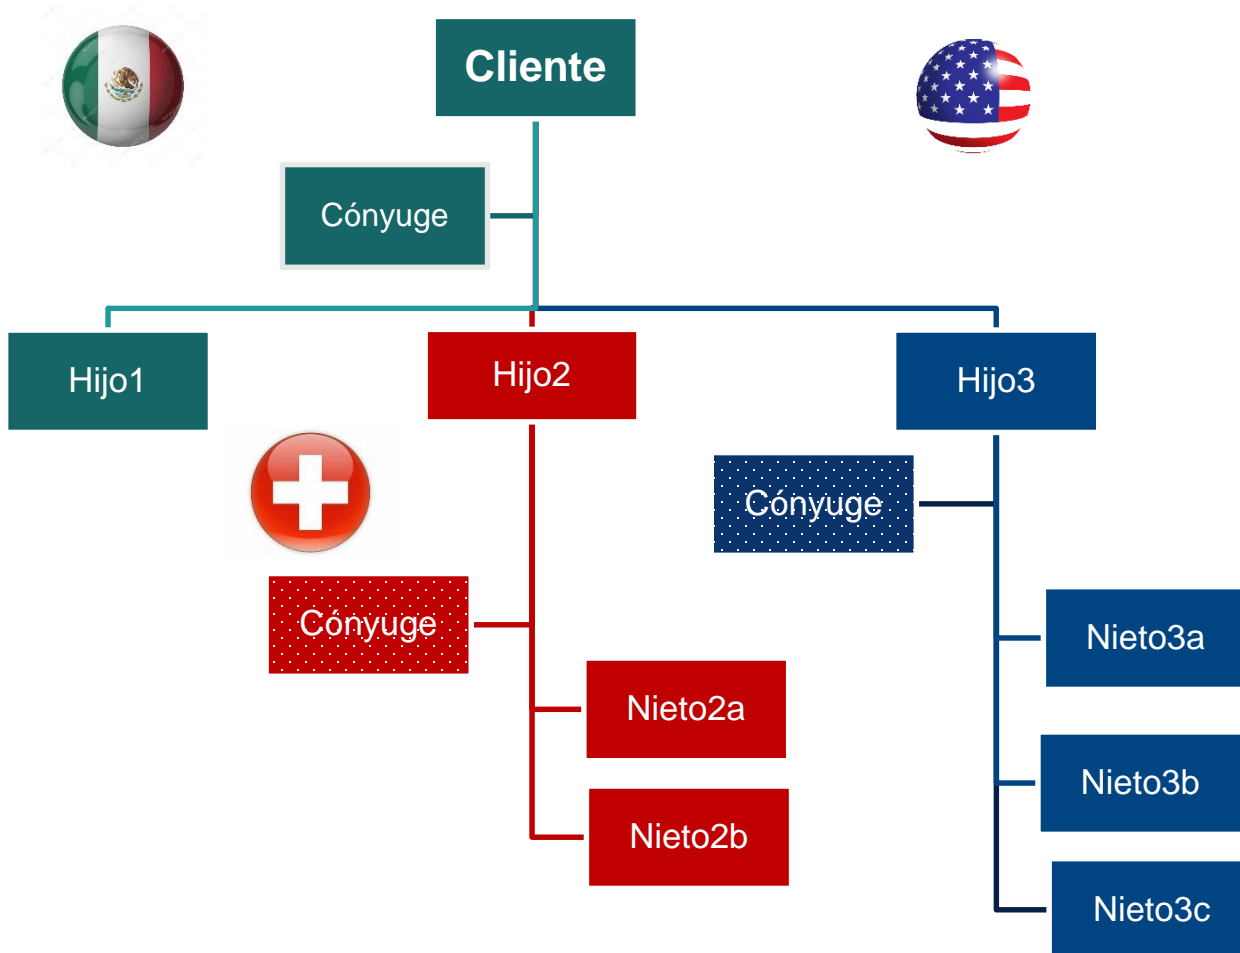 Cliente
Cónyuge
Hijo1
Hijo2
Hijo3
Cónyuge
Cónyuge
Nieto3a
Nieto2a
Nieto3b
Nieto2b
Nieto3c